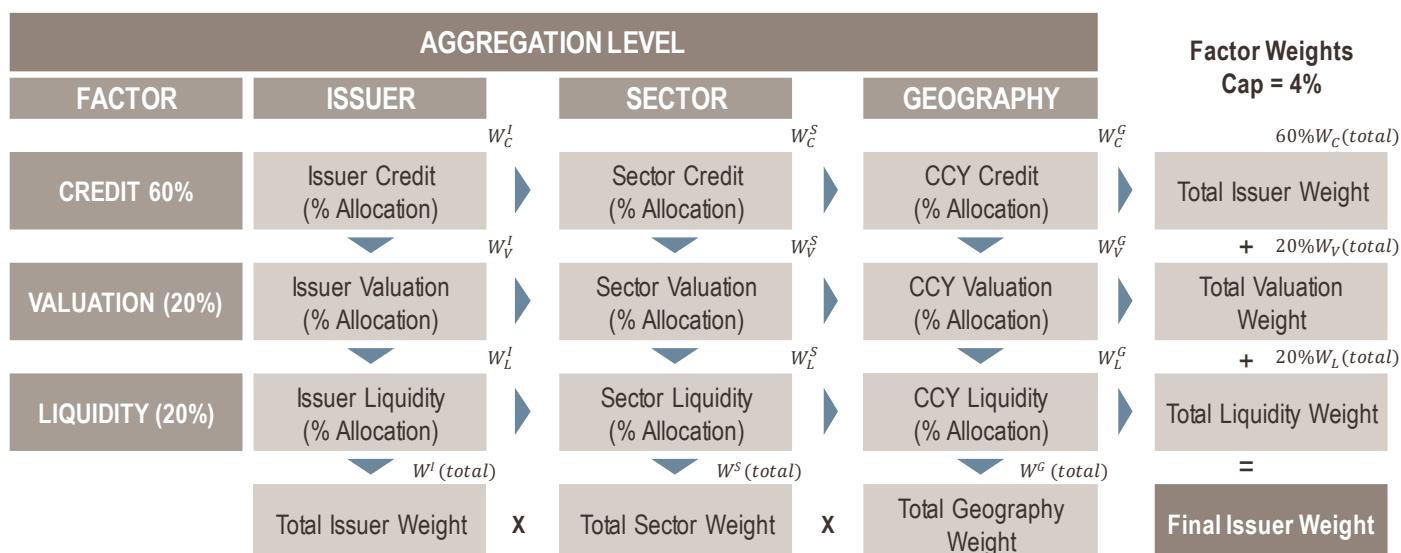 AGGREGATION LEVEL
Factor Weights
Cap = 4%
FACTOR
ISSUER
SECTOR
GEOGRAPHY
W_C^I
W_C^S
W_C^G
60%W_C(total)
CREDIT 60%
Issuer Credit
(% Allocation)
Sector Credit
(% Allocation)
CCY Credit
(% Allocation)
Total Issuer Weight
W_V^I
W_V^S
W_V^G
+ 20%W_V(total)
VALUATION (20%)
Issuer Valuation
(% Allocation)
Sector Valuation
(% Allocation)
CCY Valuation
(% Allocation)
Total Valuation
Weight
W_L^I
W_L^S
W_L^G
+ 20%W_L(total)
LIQUIDITY (20%)
Issuer Liquidity
(% Allocation)
Sector Liquidity
(% Allocation)
CCY Liquidity
(% Allocation)
Total Liquidity Weight
W^I(total)
W^S(total)
W^G(total)
=
Total Issuer Weight
X
Total Sector Weight
X
Total Geography
Weight
Final Issuer Weight